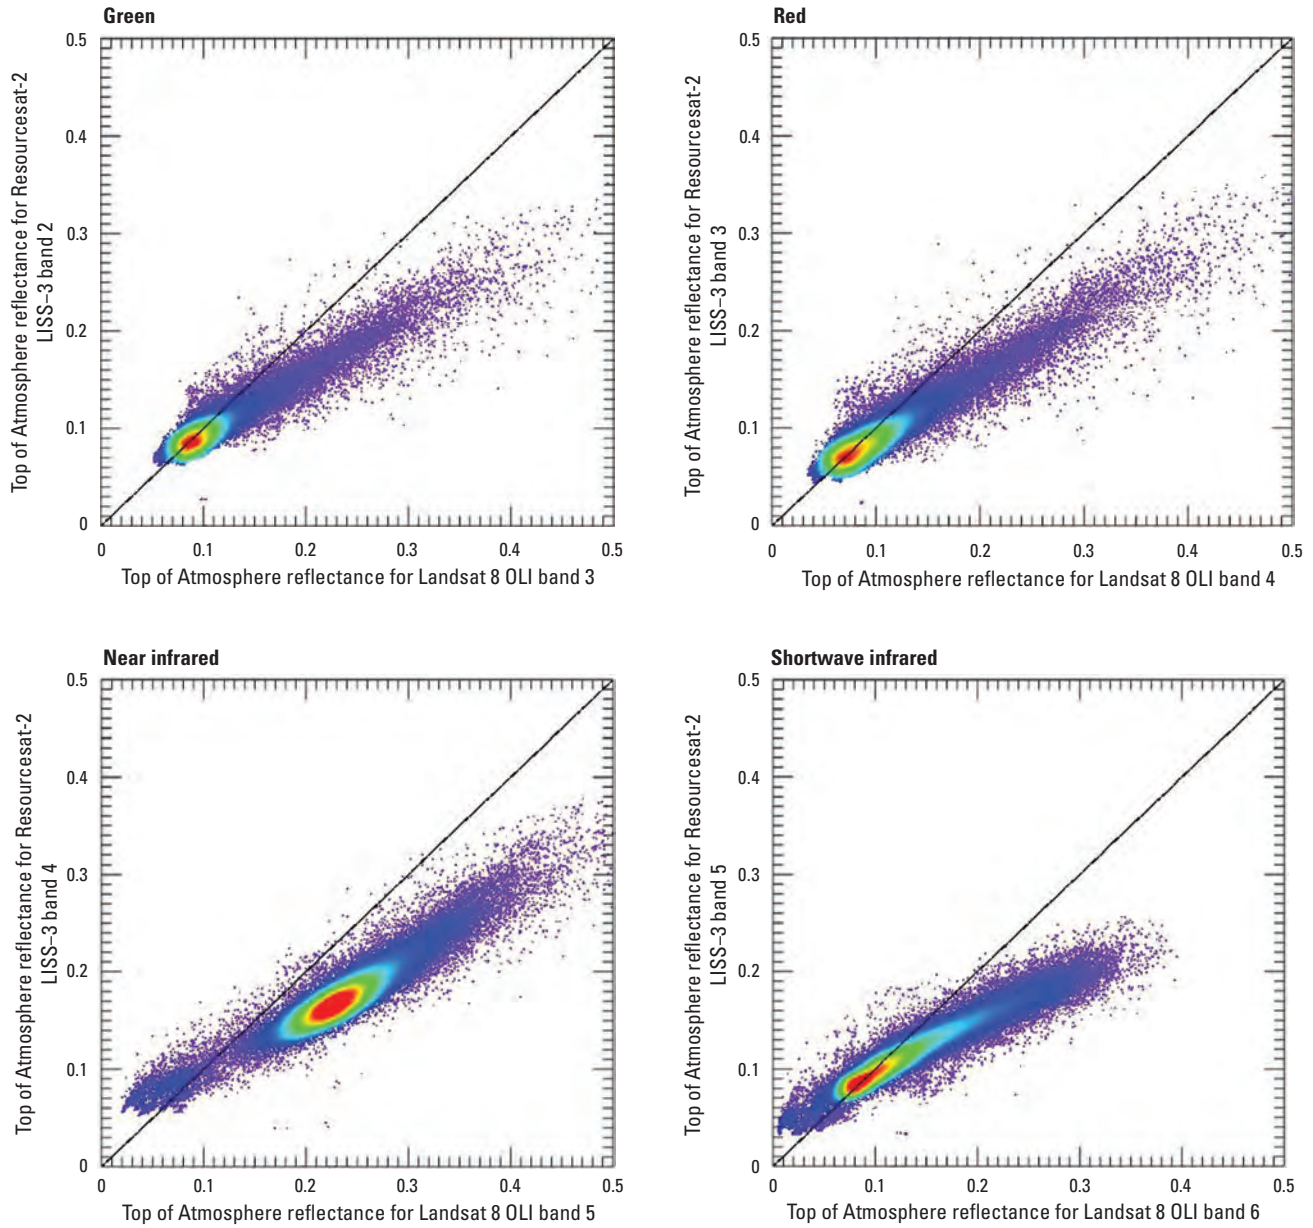 Green
0.5
0.4
0.3
0.2
0.1
0
Top of Atmosphere reflectance for Resourcesat-2
LISS–3 band 2
0 0.1 0.2 0.3 0.4 0.5
Top of Atmosphere reflectance for Landsat 8 OLI band 3
Red
0.5
0.4
0.3
0.2
0.1
0
Top of Atmosphere reflectance for Resourcesat-2
LISS–3 band 3
0 0.1 0.2 0.3 0.4 0.5
Top of Atmosphere reflectance for Landsat 8 OLI band 4
Near infrared
0.5
0.4
0.3
0.2
0.1
0
Top of Atmosphere reflectance for Resourcesat-2
LISS–3 band 4
0 0.1 0.2 0.3 0.4 0.5
Top of Atmosphere reflectance for Landsat 8 OLI band 5
Shortwave infrared
0.5
0.4
0.3
0.2
0.1
0
Top of Atmosphere reflectance for Resourcesat-2
LISS–3 band 5
0 0.1 0.2 0.3 0.4 0.5
Top of Atmosphere reflectance for Landsat 8 OLI band 6